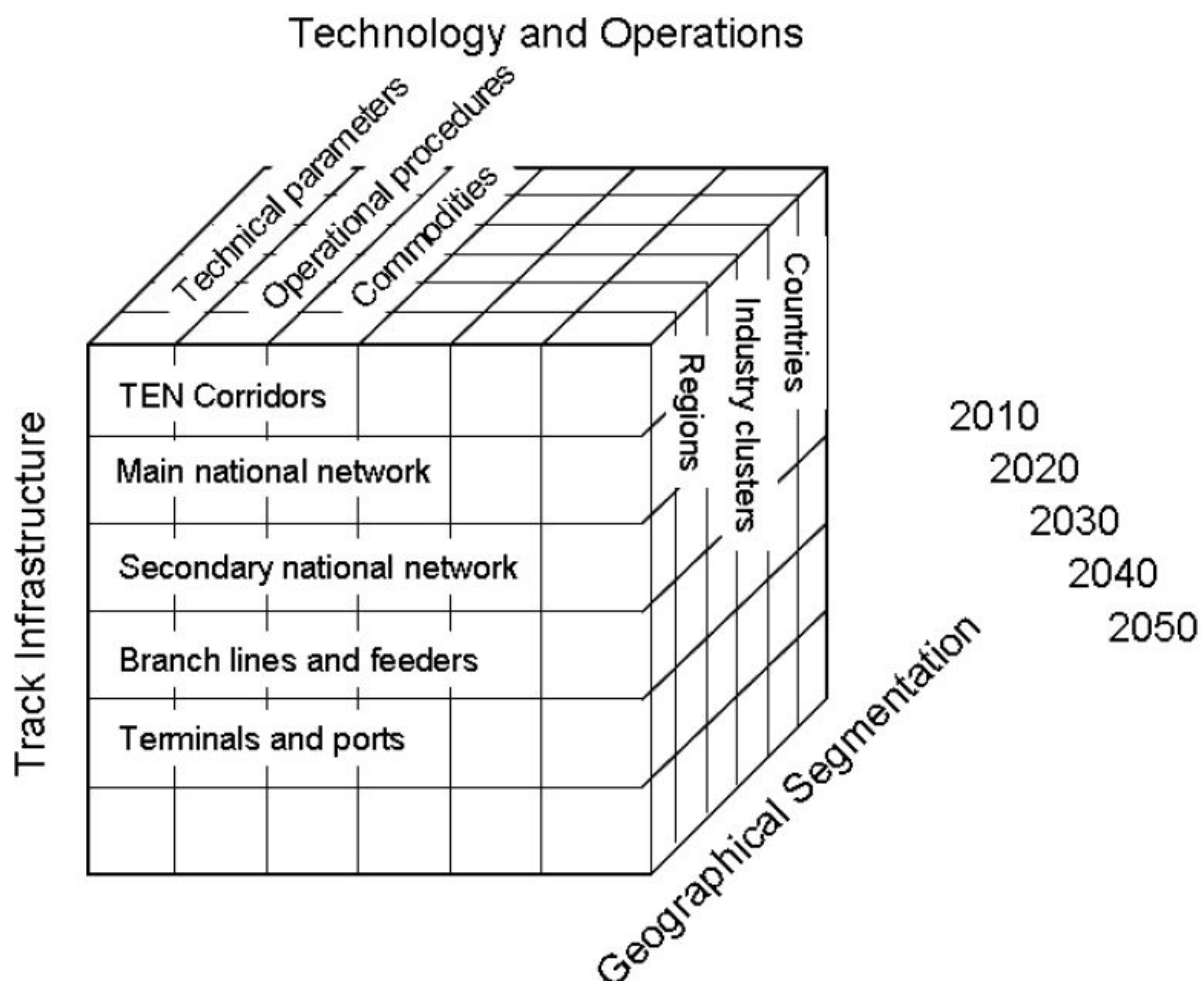 Technology and Operations
Technical parameters
Operational procedures
Commodities
Track Infrastructure
TEN Corridors
Main national network
Secondary national network
Branch lines and feeders
Terminals and ports
Regions
Industry clusters
Countries
Geographical Segmentation
2010
2020
2030
2040
2050